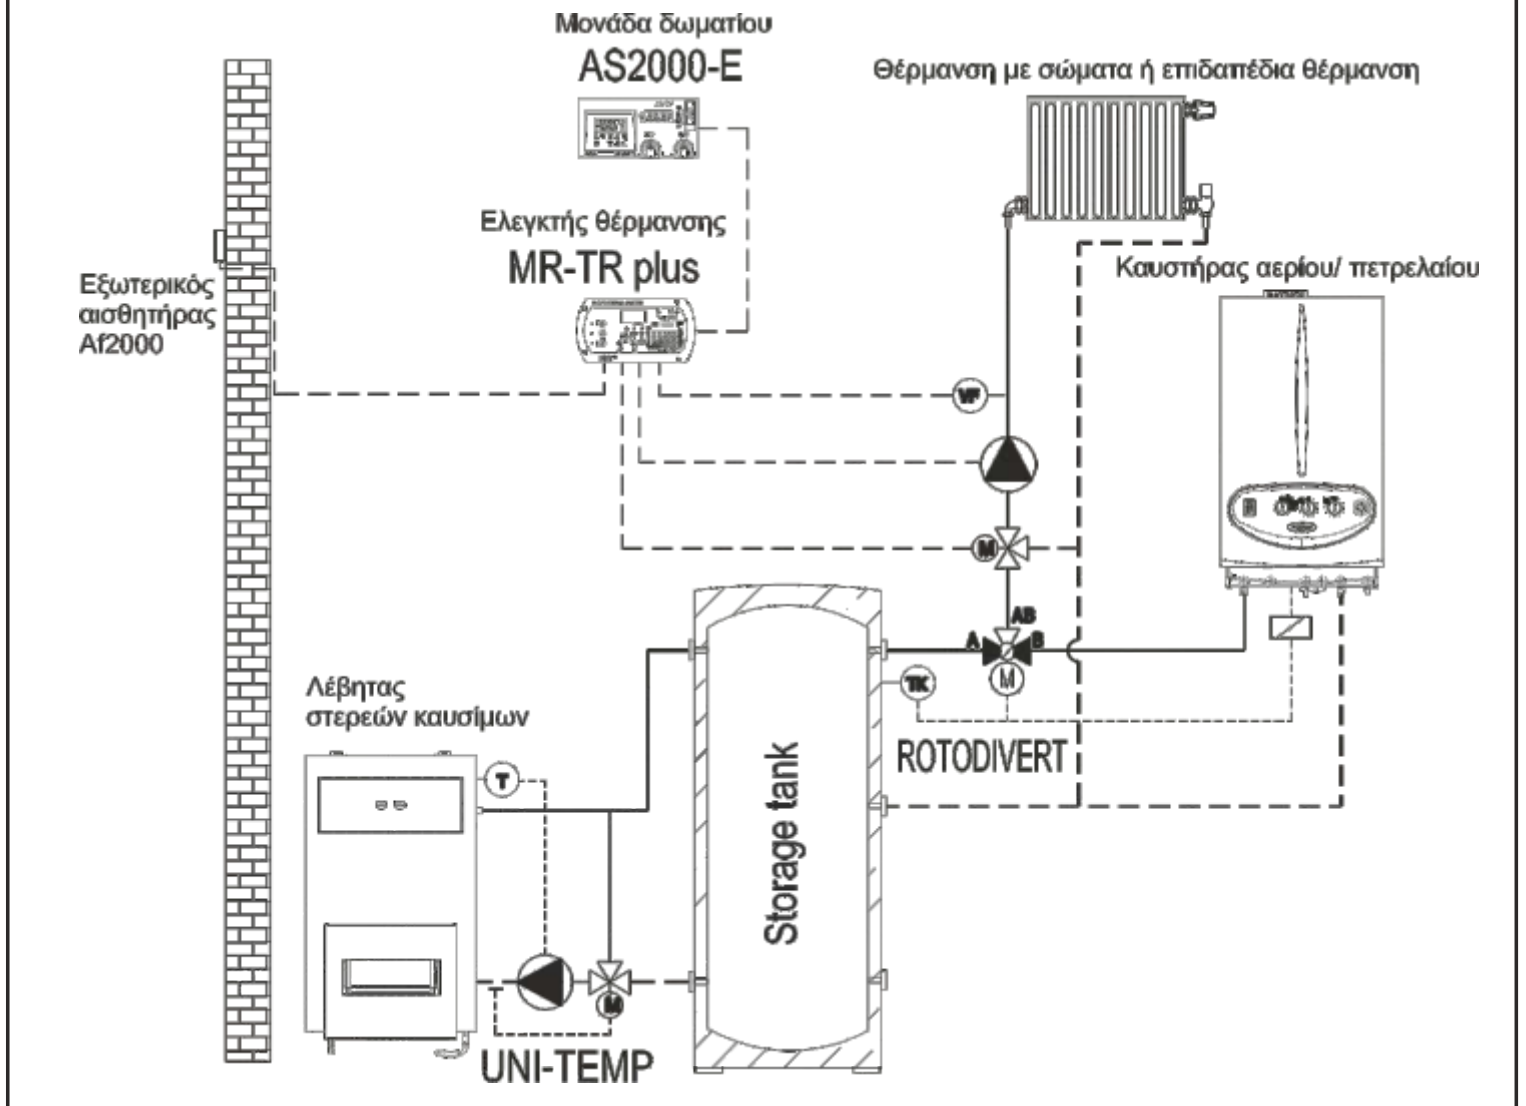 Μονάδα δωματίου
AS2000-E
Θέρμανση με σώματα ή επιδαπέδια θέρμανση
Ελεγκτής θέρμανσης
MR-TR plus
Καυστήρας αερίου/ πετρελαίου
Εξωτερικός
αισθητήρας
Af2000
VF
M
AB
A
B
M
TK
Λέβητας
στερεών καυσίμων
ROTODIVERT
T
Storage tank
M
UNI-TEMP